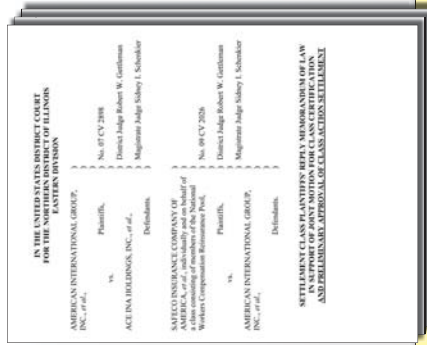 IN THE UNITED STATES DISTRICT COURT
FOR THE NORTHERN DISTRICT OF ILLINOIS
EASTERN DIVISION
AMERICAN INTERNATIONAL GROUP, )
INC., et al., )
)
Plaintiffs, ) No. 07 CV 2898
)
vs. ) District Judge Robert W. Gettleman
)
ACE INA HOLDINGS, INC., et al., ) Magistrate Judge Sidney I. Schenkier
)
Defendants. )
SAFECO INSURANCE COMPANY OF )
AMERICA, et al., individually and on behalf of )
a class consisting of members of the National )
Workers Compensation Reinsurance Pool, ) No. 09 CV 2026
)
Plaintiffs, ) District Judge Robert W. Gettleman
)
vs. ) Magistrate Judge Sidney I. Schenkier
)
AMERICAN INTERNATIONAL GROUP, )
INC., et al., )
)
Defendants. )
SETTLEMENT CLASS PLAINTIFFS' REPLY MEMORANDUM OF LAW
IN SUPPORT OF JOINT MOTION FOR CLASS CERTIFICATION
AND PRELIMINARY APPROVAL OF CLASS ACTION SETTLEMENT